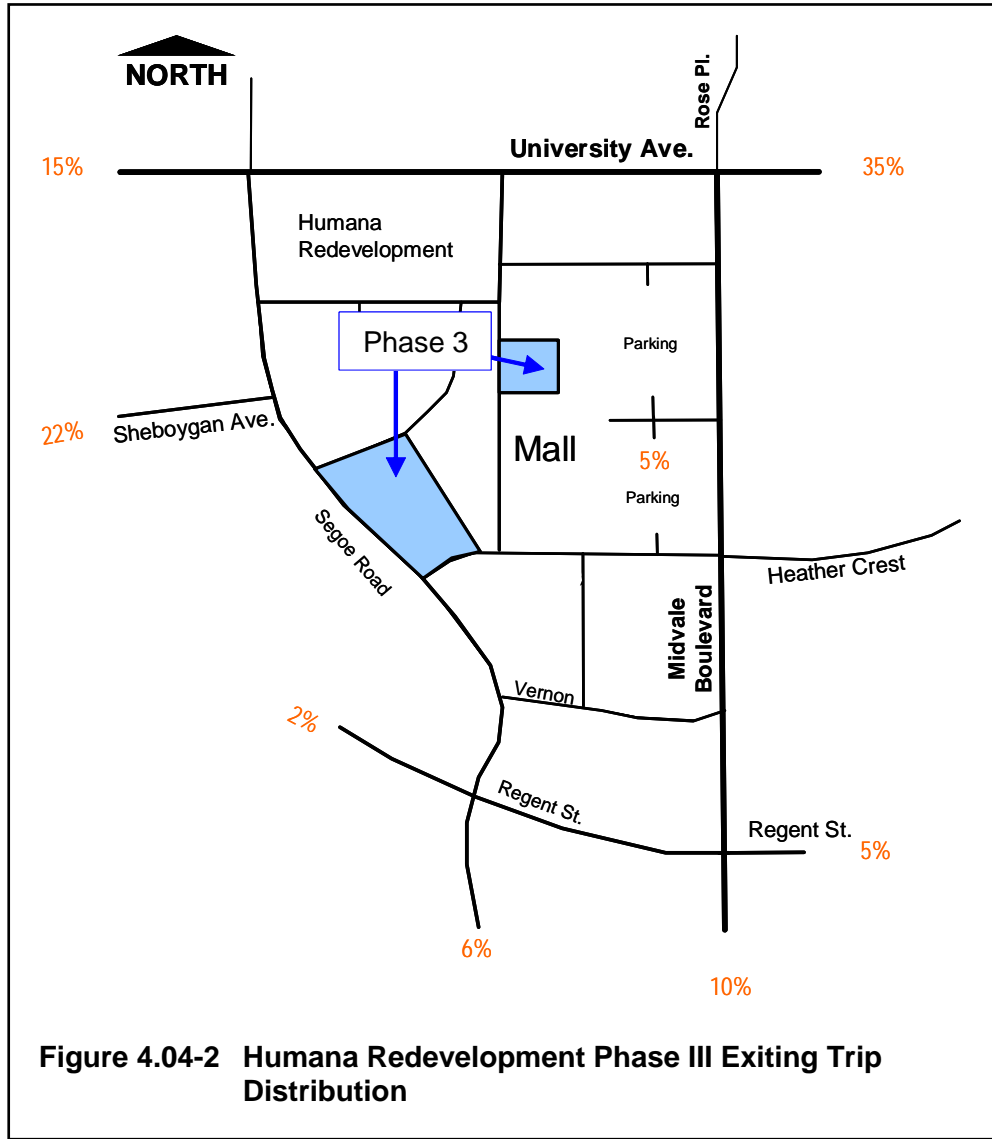 NORTH
Rose Pl.
University Ave.
15%
35%
Humana
Redevelopment
Phase 3
Parking
22%
Sheboygan Ave.
Mall
5%
Parking
Segoe Road
Heather Crest
Midvale
Boulevard
Vernon
2%
Regent St.
Regent St.
5%
6%
10%
Figure 4.04-2 Humana Redevelopment Phase III Exiting Trip
Distribution